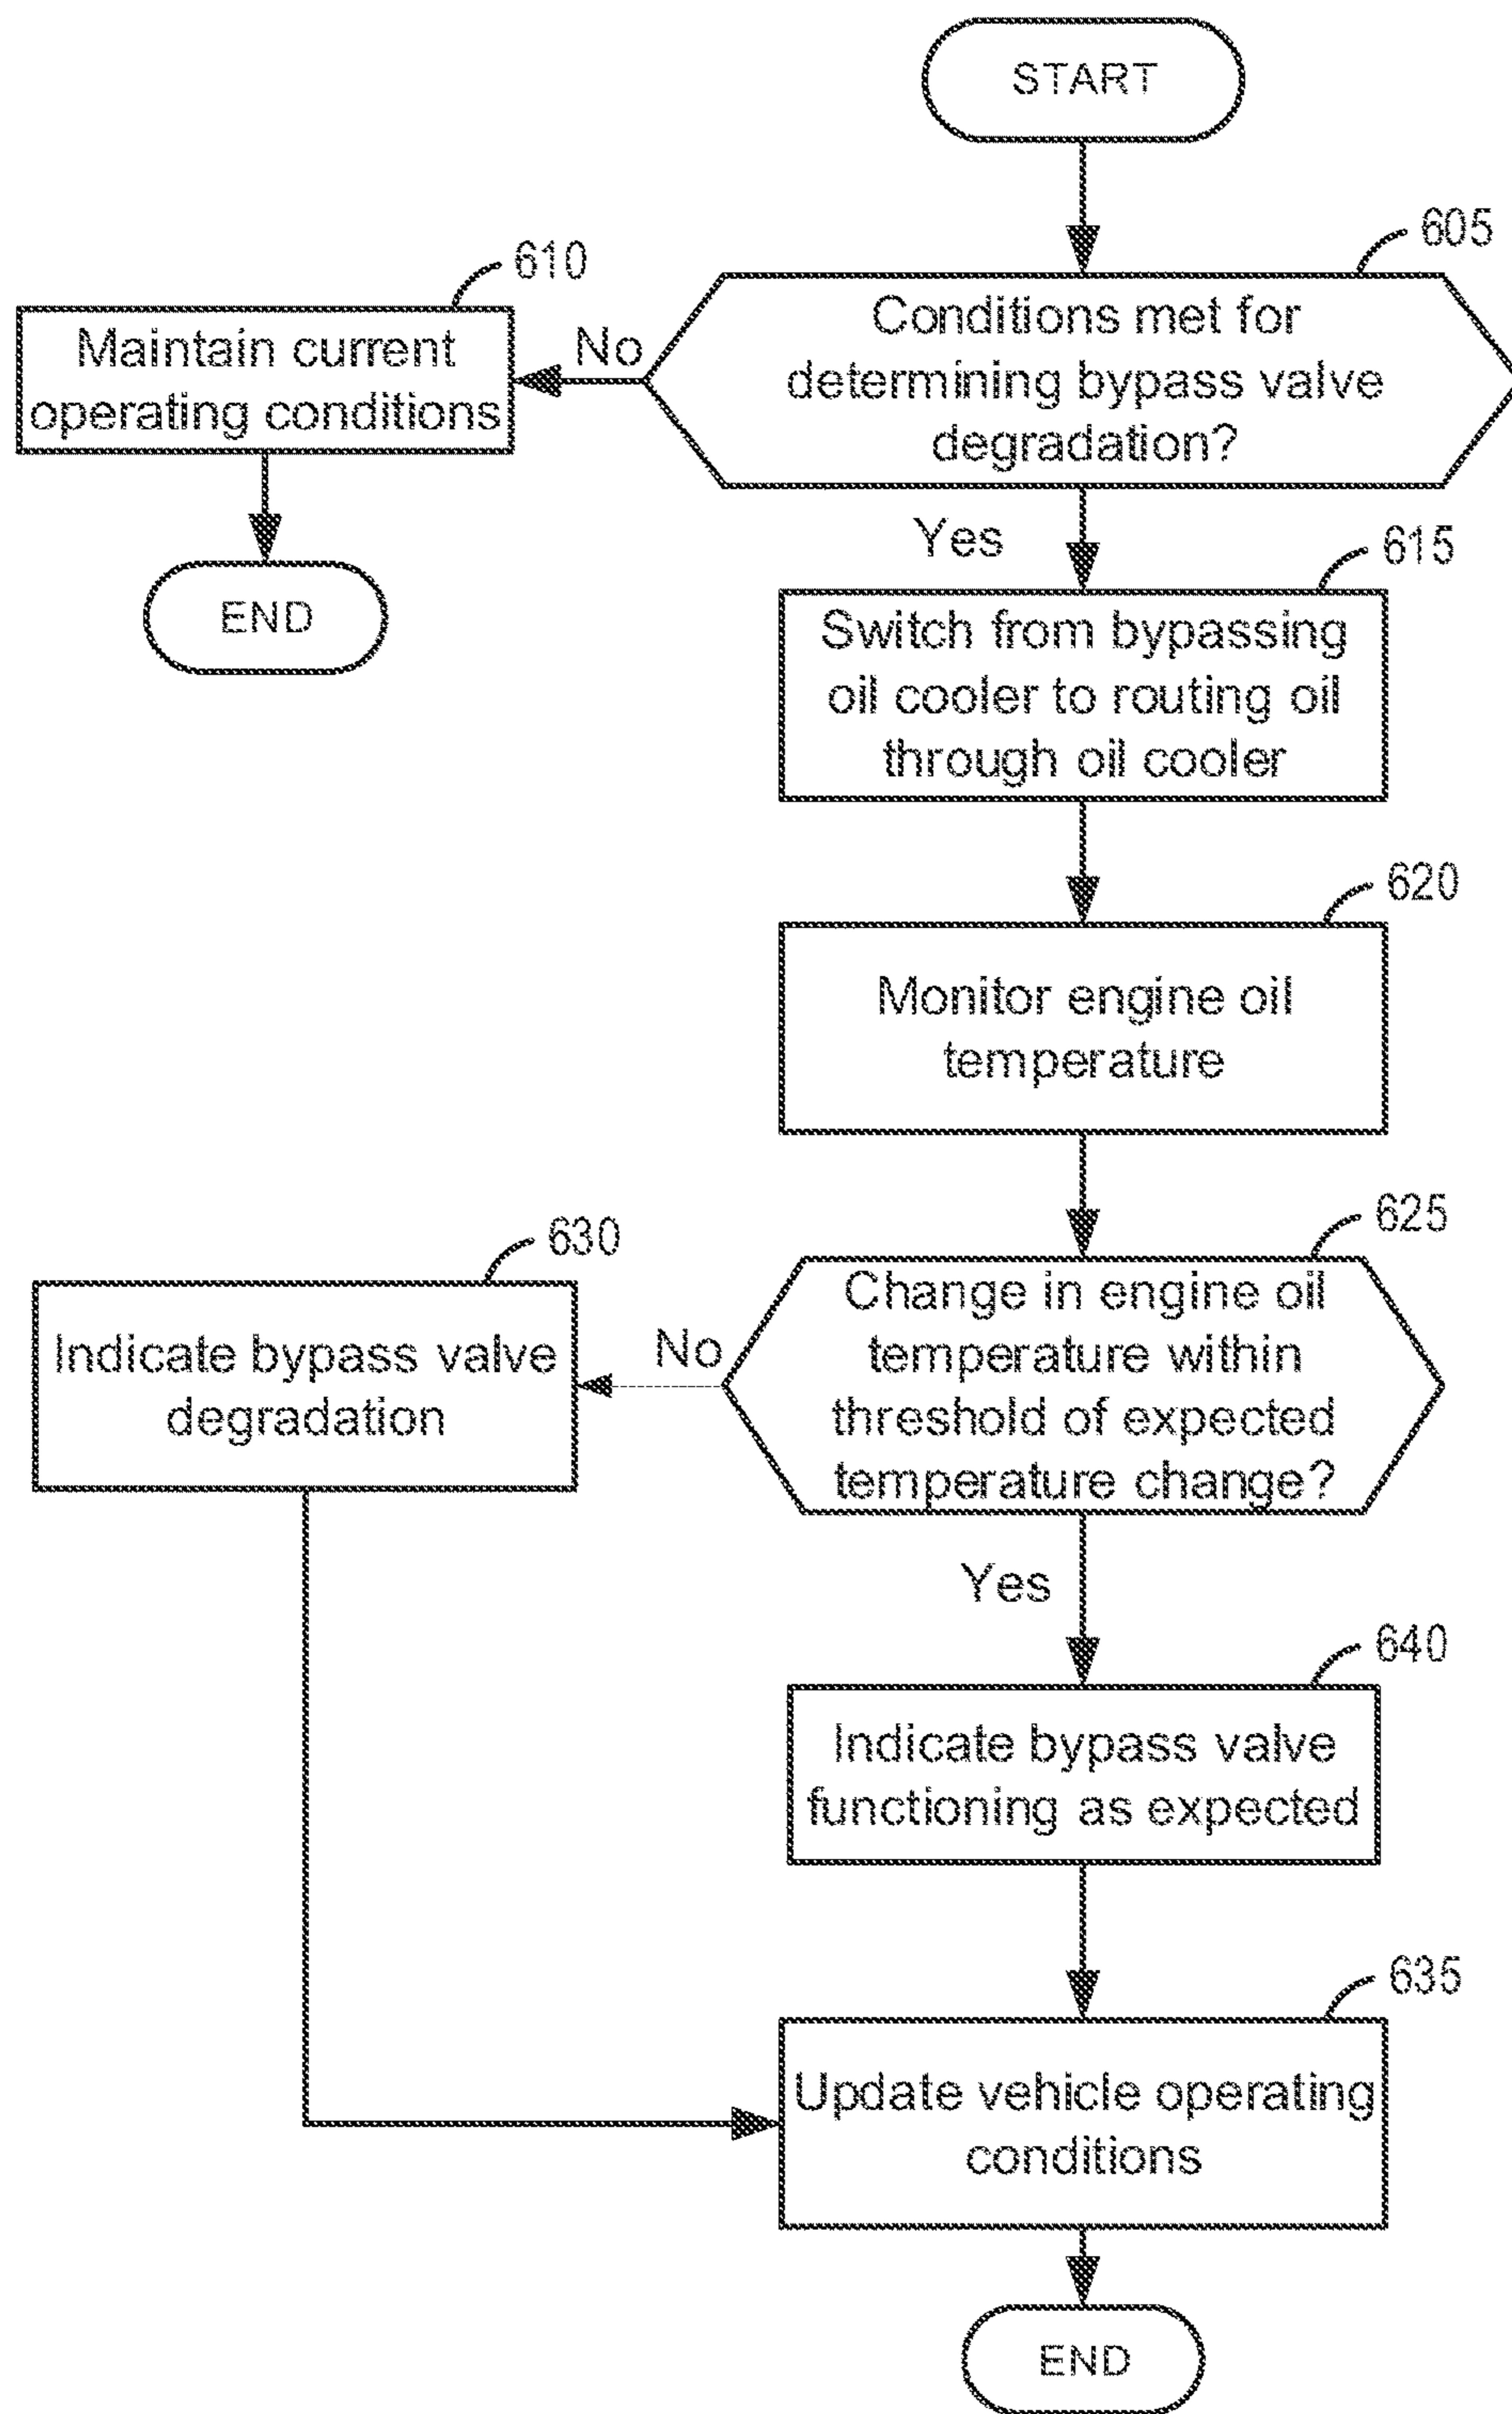 START
605
Conditions met for
determining bypass valve
degradation?
No
610
Maintain current
operating conditions
END
Yes
615
Switch from bypassing
oil cooler to routing oil
through oil cooler
620
Monitor engine oil
temperature
625
Change in engine oil
temperature within
threshold of expected
temperature change?
No
630
Indicate bypass valve
degradation
Yes
640
Indicate bypass valve
functioning as expected
635
Update vehicle operating
conditions
END